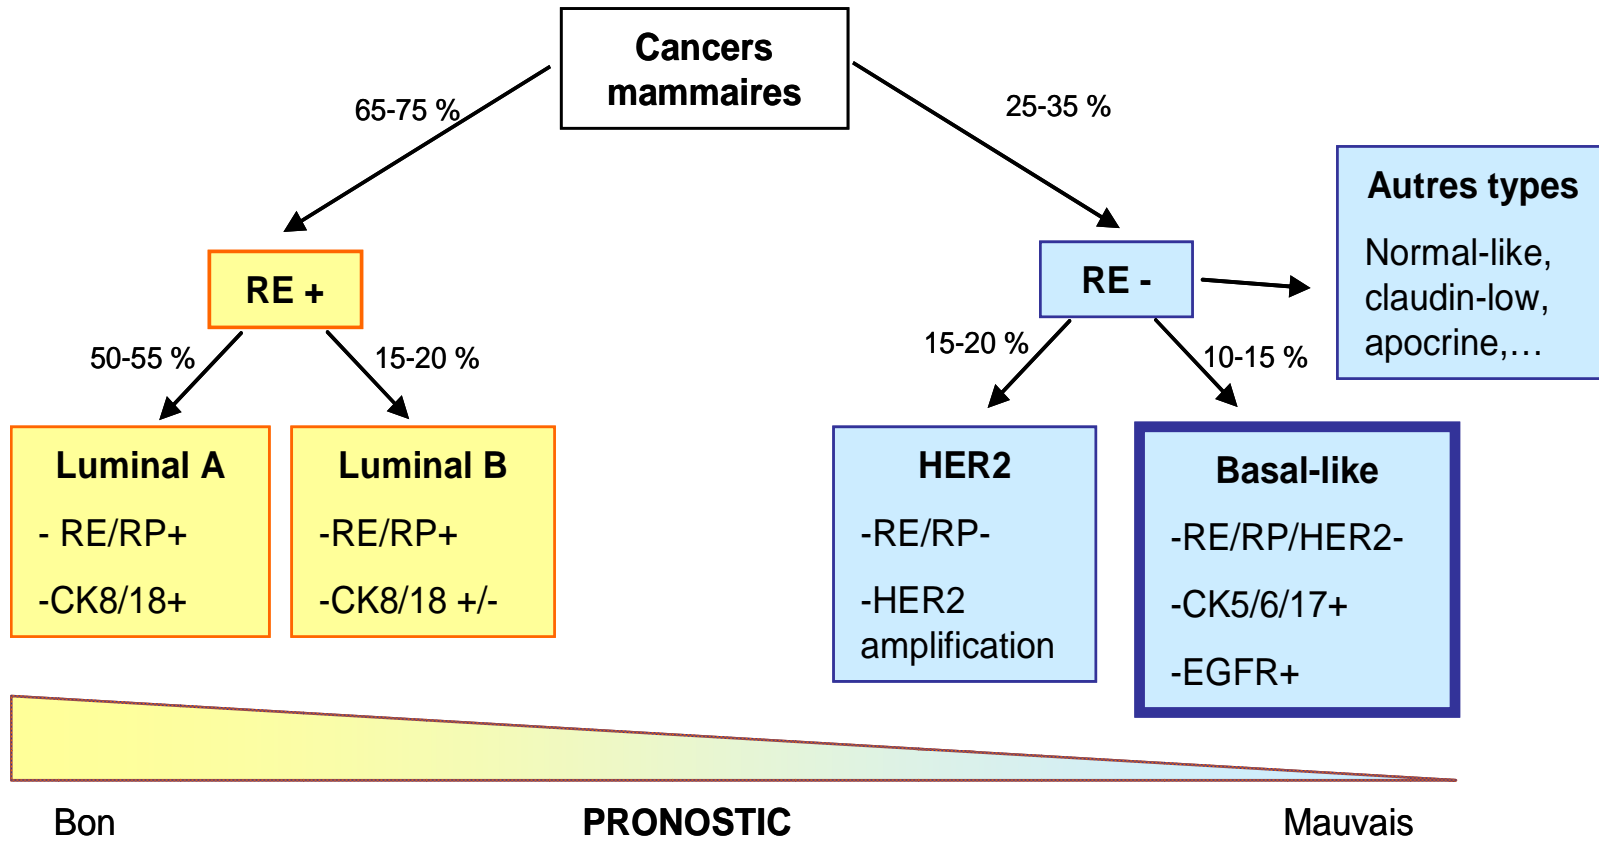 Cancers
mammaires
65-75 %
25-35 %
RE +
RE -
Autres types
Normal-like,
claudin-low,
apocrine,…
50-55 %
15-20 %
15-20 %
10-15 %
Luminal A
- RE/RP+
-CK8/18+
Luminal B
-RE/RP+
-CK8/18 +/-
HER2
-RE/RP-
-HER2
amplification
Basal-like
-RE/RP/HER2-
-CK5/6/17+
-EGFR+
Bon
PRONOSTIC
Mauvais